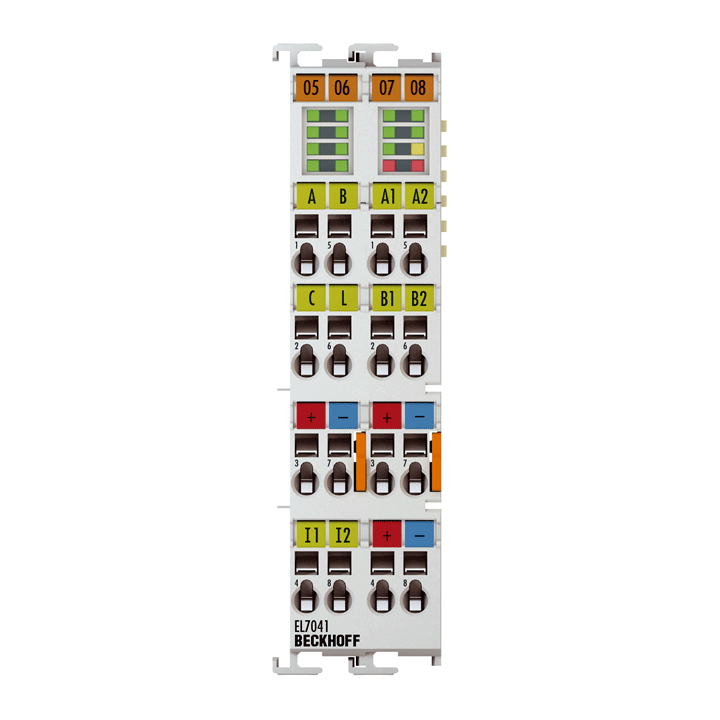 05 06 07 08
A B A1 A2
1 5 1 5
C L B1 B2
2 6 2 6
+ − + −
3 7 3 7
I1 I2 + −
4 8 4 8
EL7041
BECKHOFF